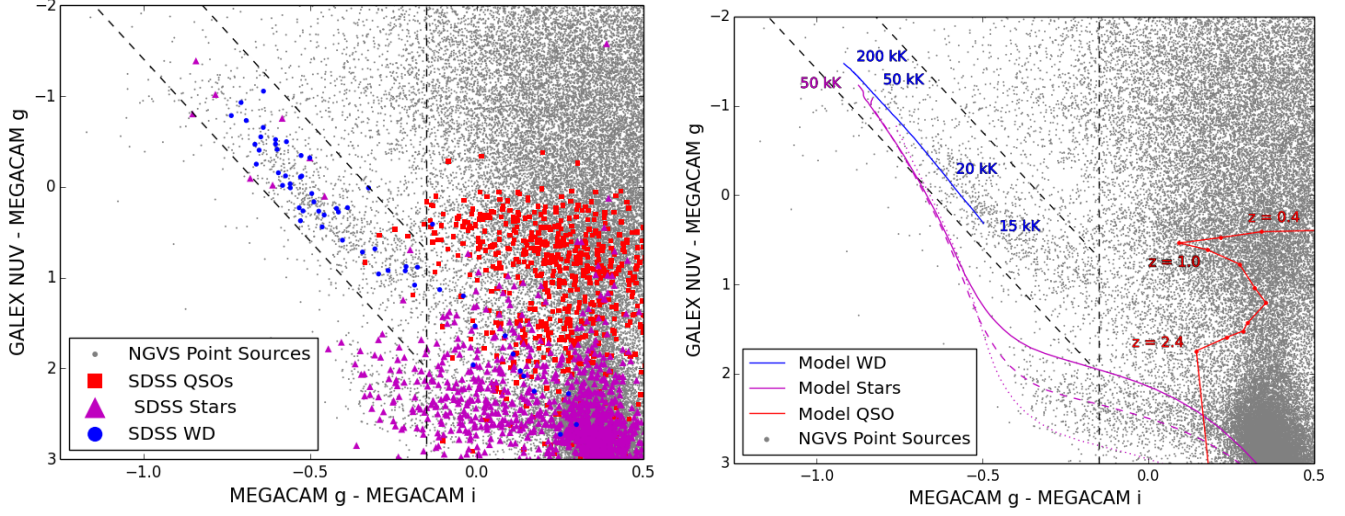 −2
−1
0
1
2
3
GALEX NUV - MEGACAM g
NGVS Point Sources
SDSS QSOs
SDSS Stars
SDSS WD
−1.0
−0.5
0.0
0.5
MEGACAM g - MEGACAM i
−2
−1
0
1
2
3
GALEX NUV - MEGACAM g
200 kK
50 kK
50 kK
20 kK
15 kK
z = 0.4
z = 1.0
z = 2.4
Model WD
Model Stars
Model QSO
NGVS Point Sources
−1.0
−0.5
0.0
0.5
MEGACAM g - MEGACAM i